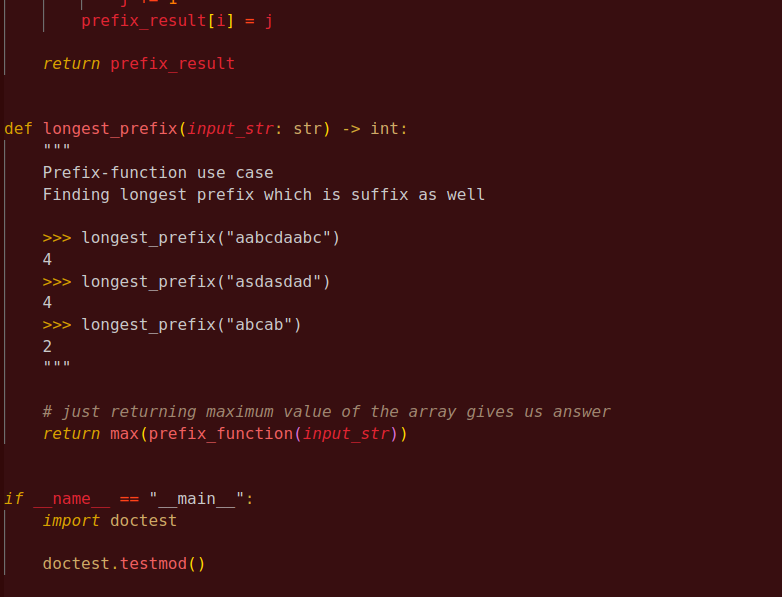 prefix_result[i] = j
    return prefix_result
def longest_prefix(input_str: str) -> int:
    """
    Prefix-function use case
    Finding longest prefix which is suffix as well
    >>> longest_prefix("aabcdaabc")
    4
    >>> longest_prefix("asdasdad")
    4
    >>> longest_prefix("abcab")
    2
    """
    # just returning maximum value of the array gives us answer
    return max(prefix_function(input_str))
if __name__ == "__main__":
    import doctest
    doctest.testmod()